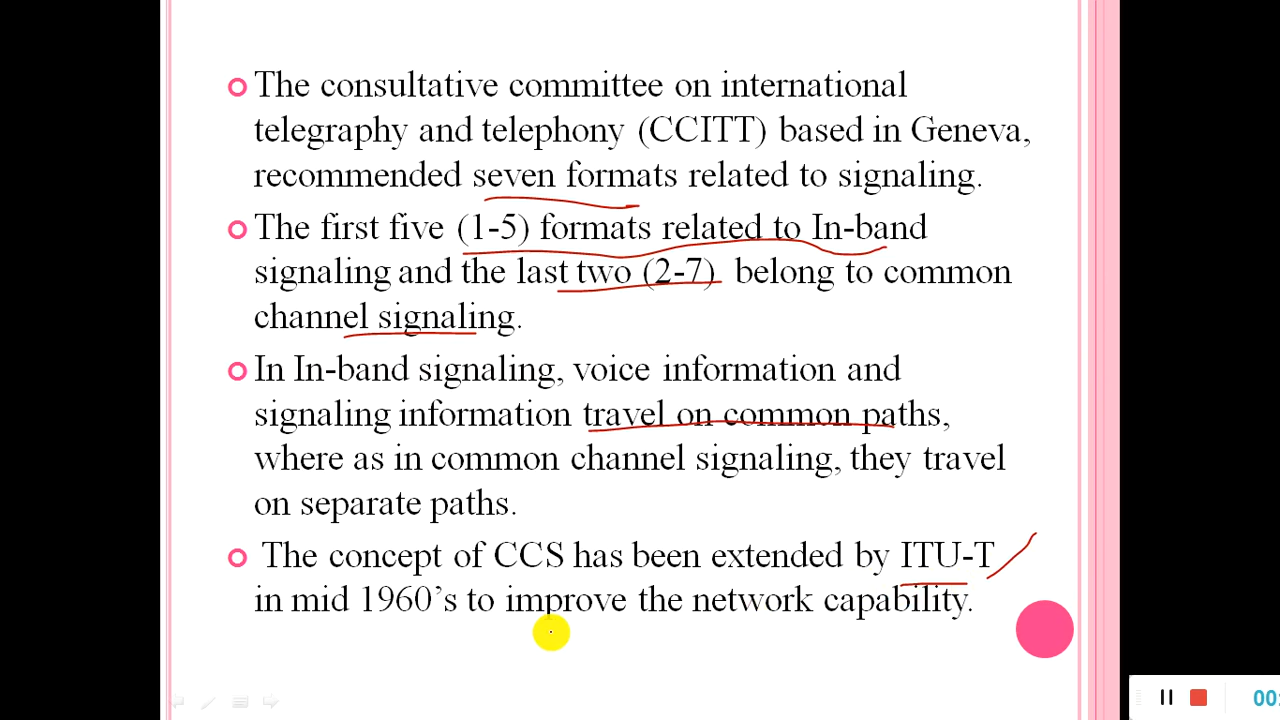 The consultative committee on international
telegraphy and telephony (CCITT) based in Geneva,
recommended seven formats related to signaling.
The first five (1-5) formats related to In-band
signaling and the last two (2-7) belong to common
channel signaling.
In In-band signaling, voice information and
signaling information travel on common paths,
where as in common channel signaling, they travel
on separate paths.
The concept of CCS has been extended by ITU-T
in mid 1960’s to improve the network capability.
00: